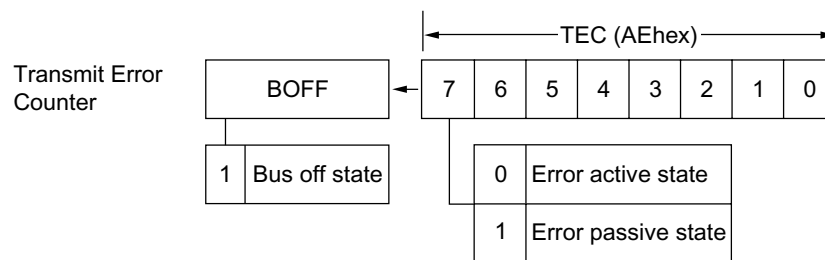 TEC (AEhex)
Transmit Error
Counter
BOFF
7 6 5 4 3 2 1 0
1 Bus off state
0 Error active state
1 Error passive state